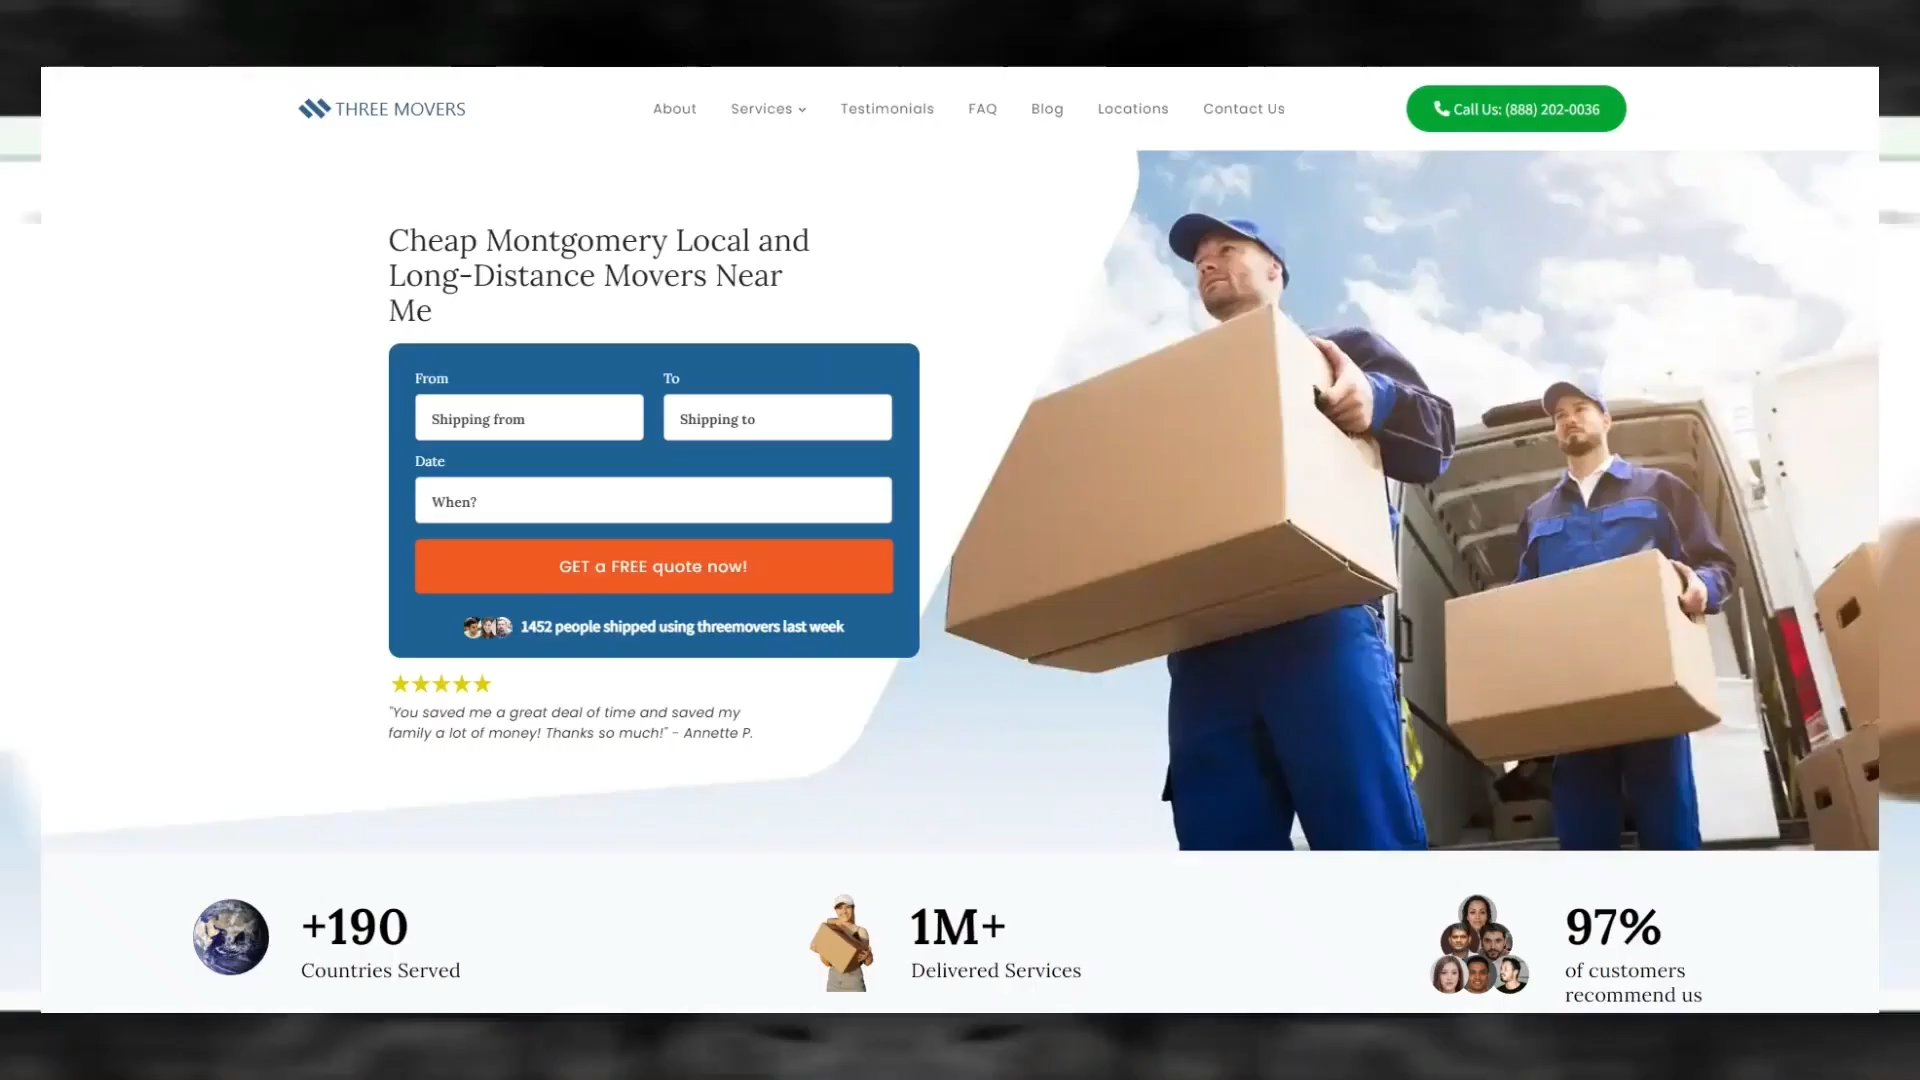 THREE MOVERS
About
Services
Testimonials
FAQ
Blog
Locations
Contact Us
Call Us: (888) 202-0036
Cheap Montgomery Local and
Long-Distance Movers Near
Me
From
To
Shipping from
Shipping to
Date
When?
GET a FREE quote now!
1452 people shipped using threemovers last week
"You saved me a great deal of time and saved my
family a lot of money! Thanks so much!" - Annette P.
+190
Countries Served
1M+
Delivered Services
97%
of customers
recommend us